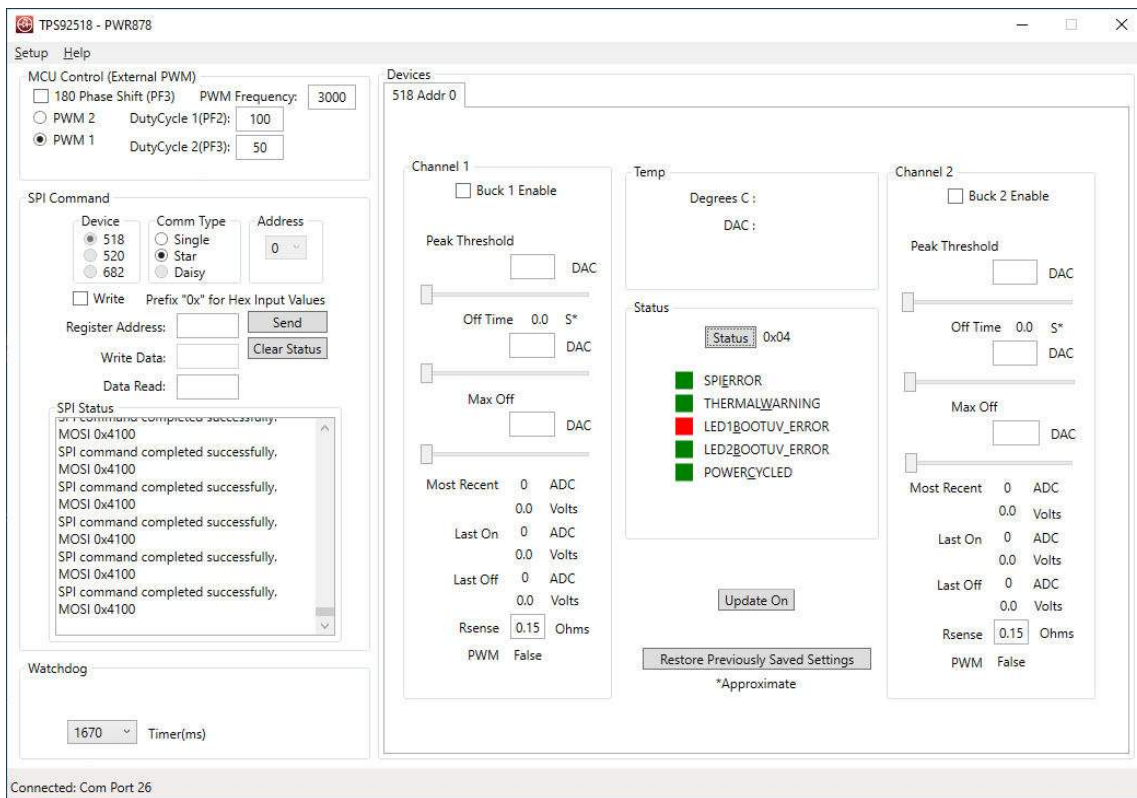 TPS92518 - PWR878
Setup Help
MCU Control (External PWM)
180 Phase Shift (PF3) PWM Frequency: 3000
PWM 2 DutyCycle 1(PF2): 100
PWM 1 DutyCycle 2(PF3): 50
SPI Command
Device Comm Type Address
518 Single 0
520 Star
682 Daisy
Write Prefix "0x" for Hex Input Values
Register Address: Send
Write Data: Clear Status
Data Read:
SPI Status
SPI command completed successfully.
MOSI 0x4100
SPI command completed successfully.
MOSI 0x4100
SPI command completed successfully.
MOSI 0x4100
SPI command completed successfully.
MOSI 0x4100
SPI command completed successfully.
MOSI 0x4100
SPI command completed successfully.
MOSI 0x4100
Watchdog
1670 Timer(ms)
Devices
518 Addr 0
Channel 1
Buck 1 Enable
Peak Threshold
DAC
Off Time 0.0 S*
DAC
Max Off
DAC
Most Recent 0 ADC
0.0 Volts
Last On 0 ADC
0.0 Volts
Last Off 0 ADC
0.0 Volts
Rsense 0.15 Ohms
PWM False
Temp
Degrees C :
DAC :
Status
Status 0x04
SPIERROR
THERMALWARNING
LED1BOOTUV_ERROR
LED2BOOTUV_ERROR
POWERCYCLED
Update On
Restore Previously Saved Settings
*Approximate
Channel 2
Buck 2 Enable
Peak Threshold
DAC
Off Time 0.0 S*
DAC
Max Off
DAC
Most Recent 0 ADC
0.0 Volts
Last On 0 ADC
0.0 Volts
Last Off 0 ADC
0.0 Volts
Rsense 0.15 Ohms
PWM False
Connected: Com Port 26